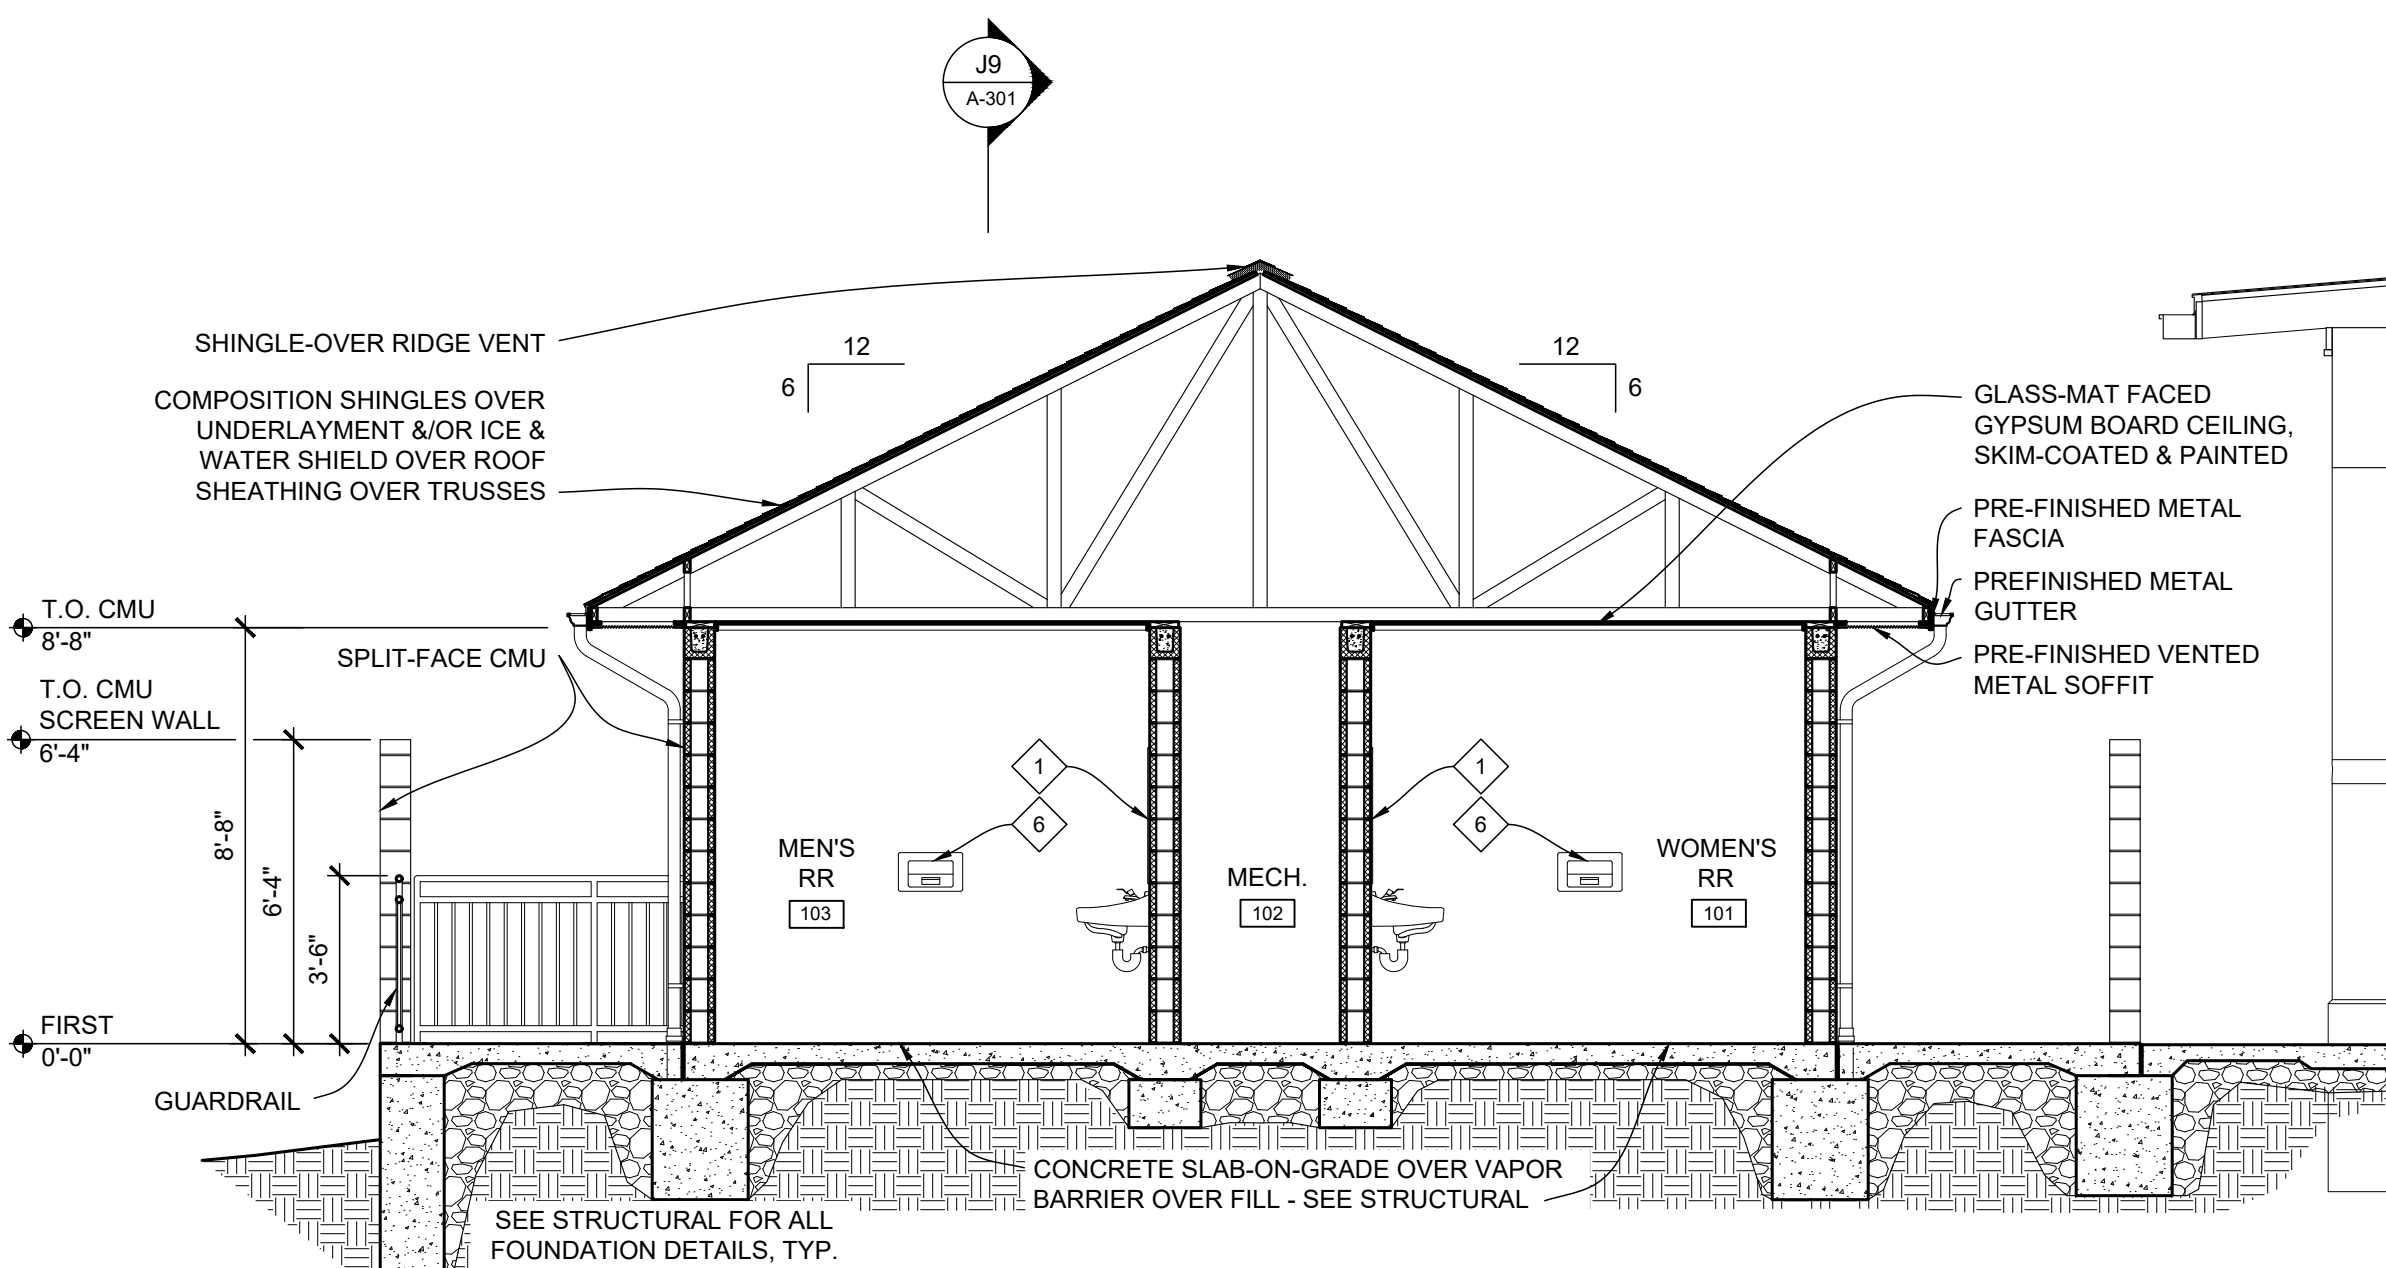 J9
A-301
SHINGLE-OVER RIDGE VENT
12
6
12
6
COMPOSITION SHINGLES OVER
UNDERLAYMENT &/OR ICE &
WATER SHIELD OVER ROOF
SHEATHING OVER TRUSSES
GLASS-MAT FACED
GYPSUM BOARD CEILING,
SKIM-COATED & PAINTED
PRE-FINISHED METAL
FASCIA
PREFINISHED METAL
GUTTER
PRE-FINISHED VENTED
METAL SOFFIT
T.O. CMU
8'-8"
SPLIT-FACE CMU
T.O. CMU
SCREEN WALL
6'-4"
8'-8"
6'-4"
3'-6"
1
6
1
6
MEN'S
RR
103
MECH.
102
WOMEN'S
RR
101
FIRST
0'-0"
GUARDRAIL
CONCRETE SLAB-ON-GRADE OVER VAPOR
BARRIER OVER FILL - SEE STRUCTURAL
SEE STRUCTURAL FOR ALL
FOUNDATION DETAILS, TYP.